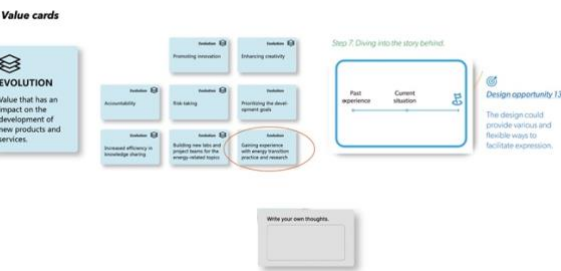 Value cards
EVOLUTION
Value that has an
impact on the
development of
new products and
services.
Evolution
Promoting innovation
Evolution
Enhancing creativity
Evolution
Accountability
Evolution
Risk-taking
Evolution
Prioritising the devel-
opment goals
Evolution
Increased efficiency in
knowledge sharing
Evolution
Building new labs and
project teams for the
energy-related topics
Evolution
Gaining experience
with energy transition
practice and research
Step 7. Diving into the story behind.
Past
experience
Current
situation
Design opportunity 13
The design could
provide various and
flexible ways to
facilitate expression.
Write your own thoughts.